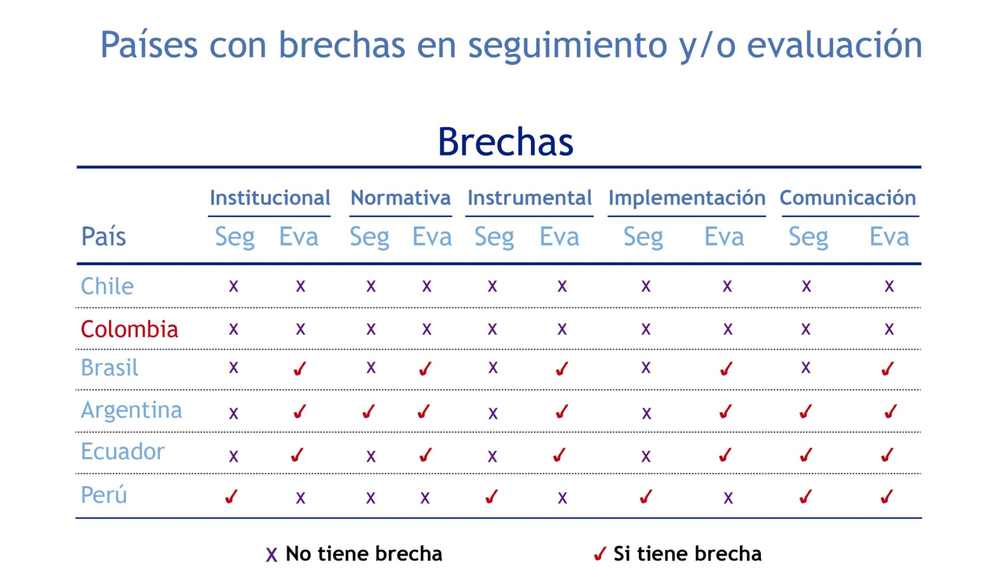 Países con brechas en seguimiento y/o evaluación
Brechas
Institucional Normativa Instrumental Implementación Comunicación
País Seg Eva Seg Eva Seg Eva Seg Eva Seg Eva
Chile x x x x x x x x x x
Colombia x x x x x x x x x x
Brasil x ✓ x ✓ x ✓ x ✓ x ✓
Argentina x ✓ ✓ ✓ x ✓ x ✓ ✓ ✓
Ecuador x ✓ x ✓ x ✓ x ✓ ✓ ✓
Perú ✓ x x x ✓ x ✓ x ✓ ✓
x No tiene brecha ✓ Si tiene brecha